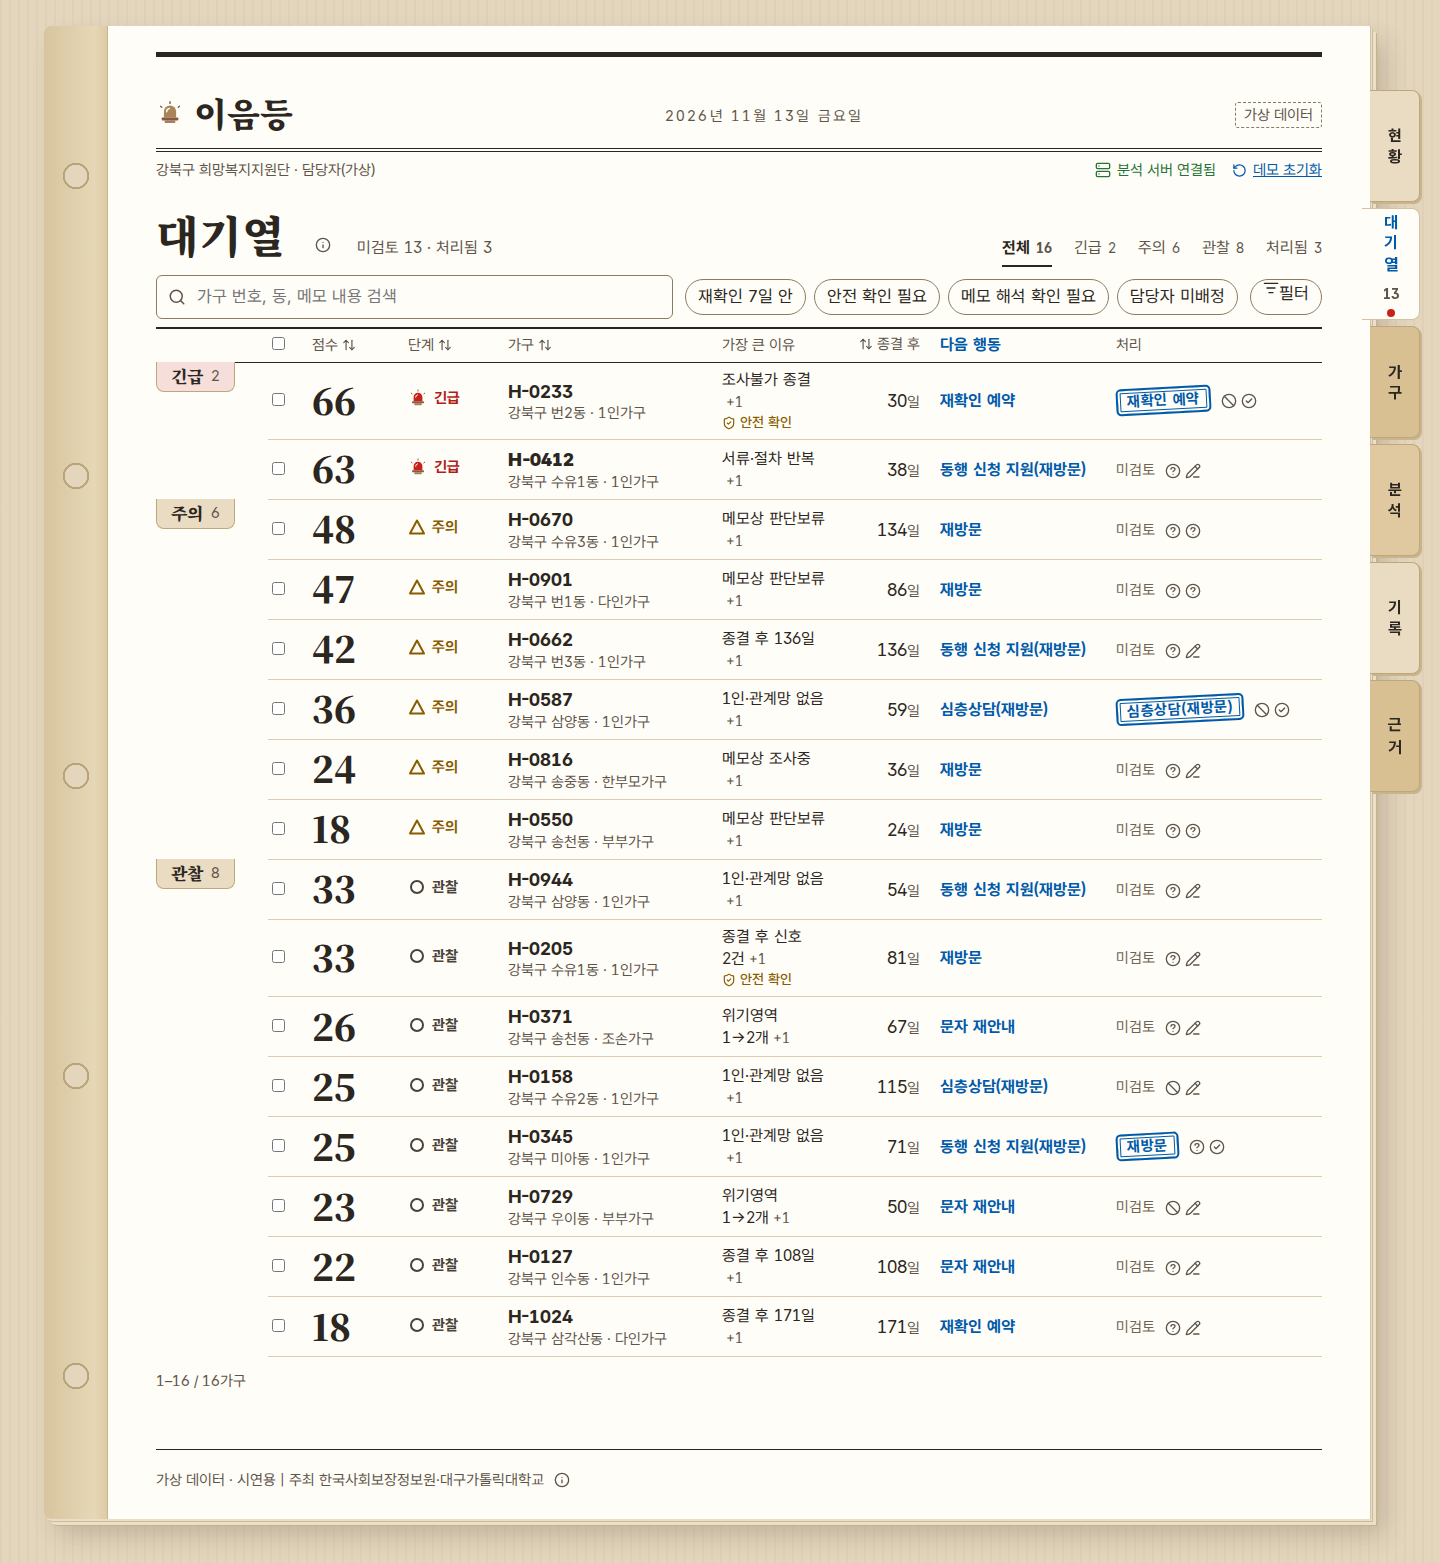 이음등
2026년 11월 13일 금요일
가상 데이터
강북구 희망복지지원단 · 담당자(가상)
분석 서버 연결됨
데모 초기화
대기열
미검토 13 · 처리됨 3
전체 16
긴급 2
주의 6
관찰 8
처리됨 3
가구 번호, 동, 메모 내용 검색
재확인 7일 안
안전 확인 필요
메모 해석 확인 필요
담당자 미배정
필터
점수 단계 가구 가장 큰 이유 종결 후 다음 행동 처리
긴급 2
66 긴급 H-0233 강북구 번2동 · 1인가구 조사불가 종결 +1 안전 확인 30일 재확인 예약 재확인 예약
63 긴급 H-0412 강북구 수유1동 · 1인가구 서류·절차 반복 +1 38일 동행 신청 지원(재방문) 미검토
주의 6
48 주의 H-0670 강북구 수유3동 · 1인가구 메모상 판단보류 +1 134일 재방문 미검토
47 주의 H-0901 강북구 번1동 · 다인가구 메모상 판단보류 +1 86일 재방문 미검토
42 주의 H-0662 강북구 번3동 · 1인가구 종결 후 136일 +1 136일 동행 신청 지원(재방문) 미검토
36 주의 H-0587 강북구 삼양동 · 1인가구 1인·관계망 없음 +1 59일 심층상담(재방문) 심층상담(재방문)
24 주의 H-0816 강북구 송중동 · 한부모가구 메모상 조사중 +1 36일 재방문 미검토
18 주의 H-0550 강북구 송천동 · 부부가구 메모상 판단보류 +1 24일 재방문 미검토
관찰 8
33 관찰 H-0944 강북구 삼양동 · 1인가구 1인·관계망 없음 +1 54일 동행 신청 지원(재방문) 미검토
33 관찰 H-0205 강북구 수유1동 · 1인가구 종결 후 신호 2건 +1 안전 확인 81일 재방문 미검토
26 관찰 H-0371 강북구 송천동 · 조손가구 위기영역 1→2개 +1 67일 문자 재안내 미검토
25 관찰 H-0158 강북구 수유2동 · 1인가구 1인·관계망 없음 +1 115일 심층상담(재방문) 미검토
25 관찰 H-0345 강북구 미아동 · 1인가구 1인·관계망 없음 +1 71일 동행 신청 지원(재방문) 재방문
23 관찰 H-0729 강북구 우이동 · 부부가구 위기영역 1→2개 +1 50일 문자 재안내 미검토
22 관찰 H-0127 강북구 인수동 · 1인가구 종결 후 108일 +1 108일 문자 재안내 미검토
18 관찰 H-1024 강북구 삼각산동 · 다인가구 종결 후 171일 +1 171일 재확인 예약 미검토
1–16 / 16가구
가상 데이터 · 시연용 | 주최 한국사회보장정보원·대구가톨릭대학교
현황
대기열
13
가구
분석
기록
근거